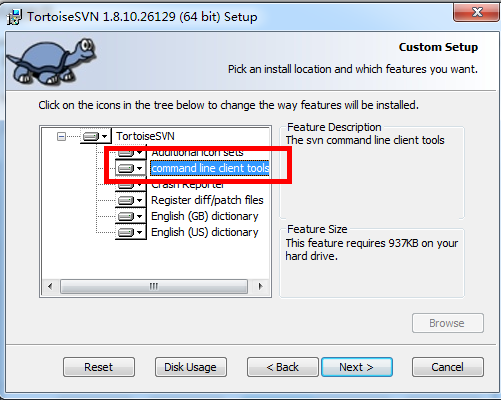 TortoiseSVN 1.8.10.26129 (64 bit) Setup
Custom Setup
Pick an install location and which features you want.
Click on the icons in the tree below to change the way features will be installed.
TortoiseSVN
Additional icon sets
command line client tools
Crash Reporter
Register diff/patch files
English (GB) dictionary
English (US) dictionary
Feature Description
The svn command line client tools
Feature Size
This feature requires 937KB on your
hard drive.
Browse
Reset
Disk Usage
< Back
Next >
Cancel